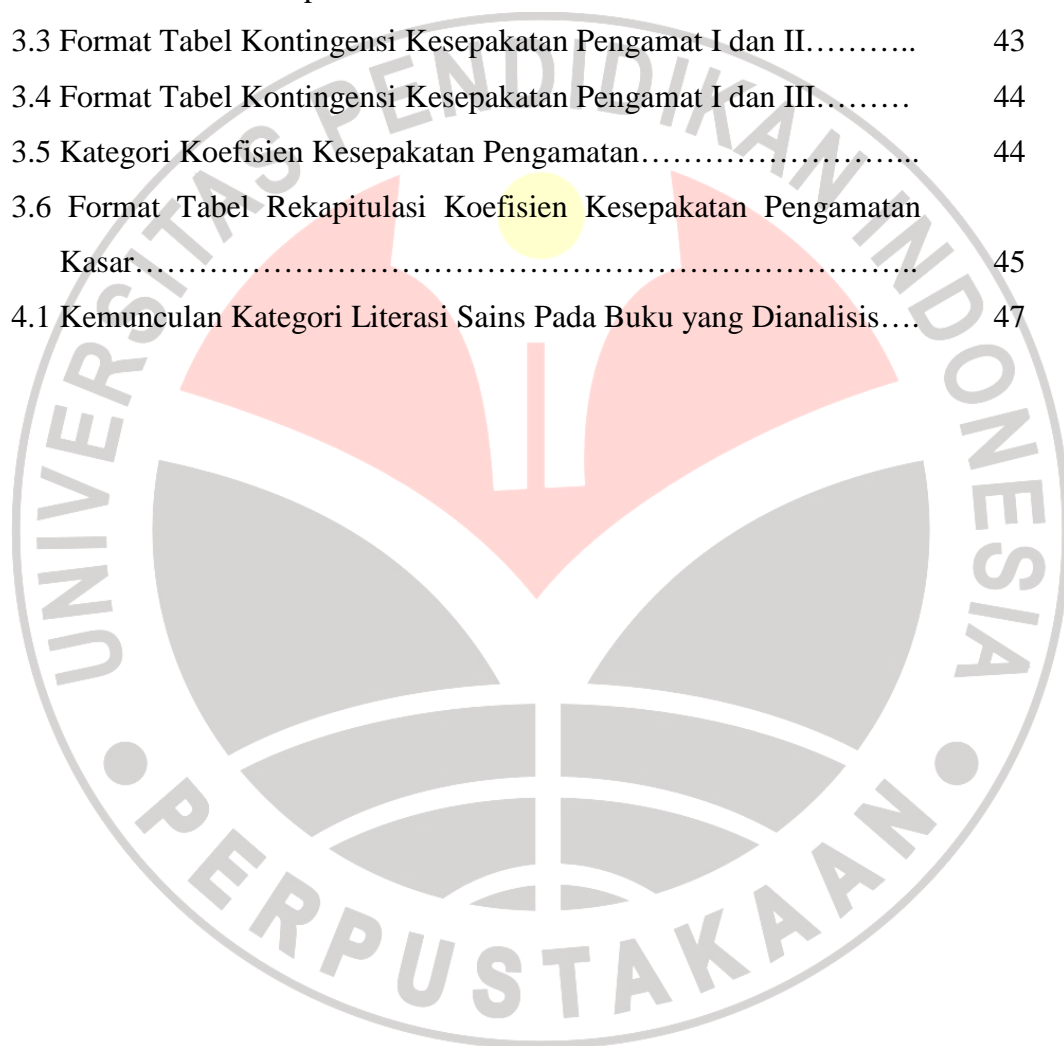 3.3 Format Tabel Kontingensi Kesepakatan Pengamat I dan II……….. 43
3.4 Format Tabel Kontingensi Kesepakatan Pengamat I dan III……… 44
3.5 Kategori Koefisien Kesepakatan Pengamatan……………………... 44
3.6 Format Tabel Rekapitulasi Koefisien Kesepakatan Pengamatan
Kasar……………………….…………………………………………….. 45
4.1 Kemunculan Kategori Literasi Sains Pada Buku yang Dianalisis…. 47
UNIVERSITAS PENDIDIKAN INDONESIA
PERPUSTAKAAN